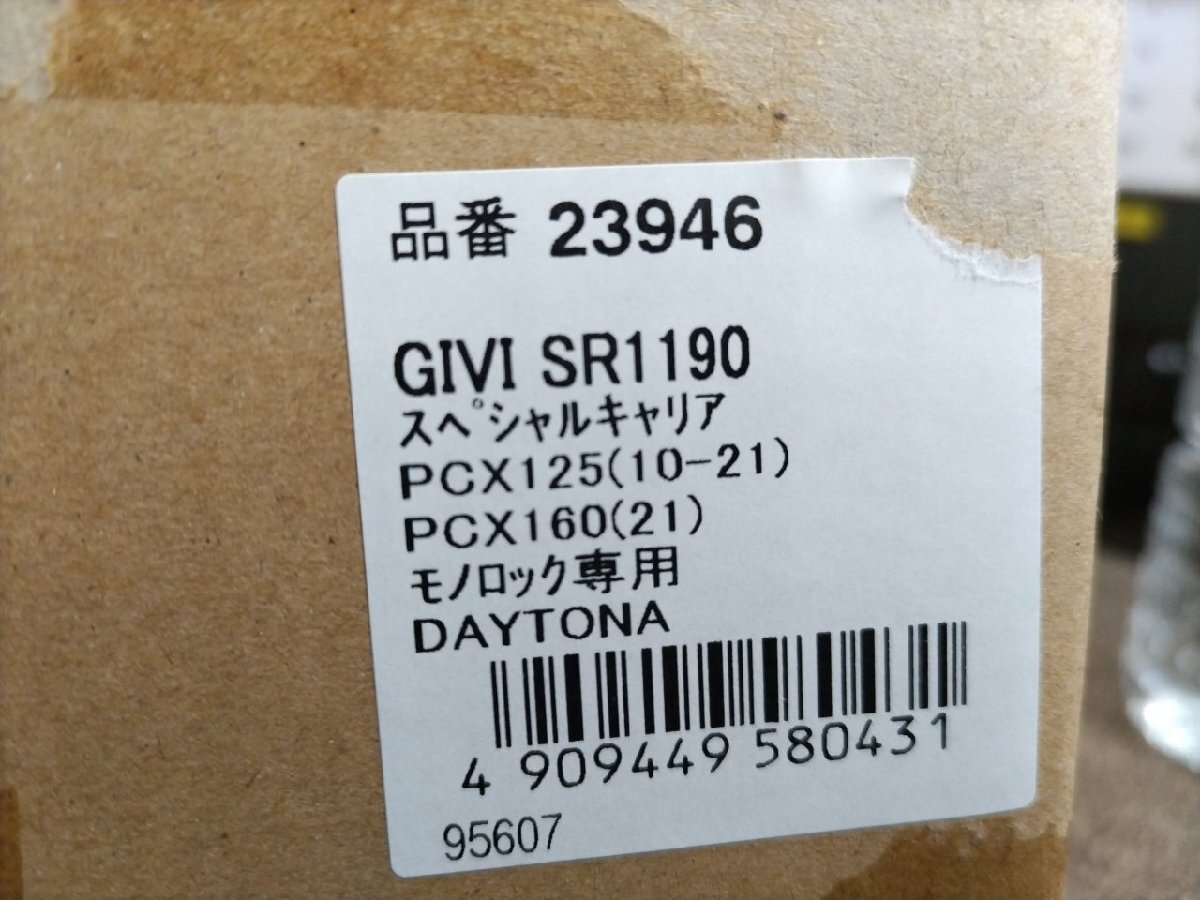 品番 23946
GIVI SR1190
スペシャルキャリア
PCX125(10-21)
PCX160(21)
モノロック専用
DAYTONA
4 909449 580431
95607